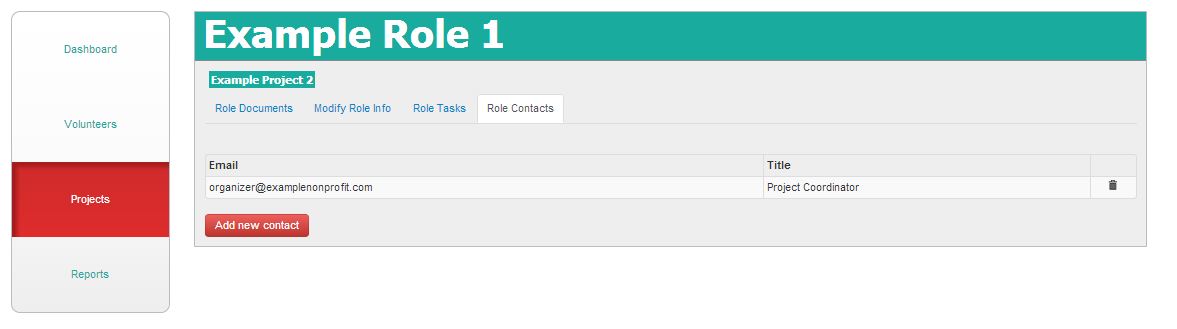 Dashboard
Volunteers
Projects
Reports
Example Role 1
Example Project 2
Role Documents Modify Role Info Role Tasks Role Contacts
Email Title
organizer@examplenonprofit.com Project Coordinator
Add new contact